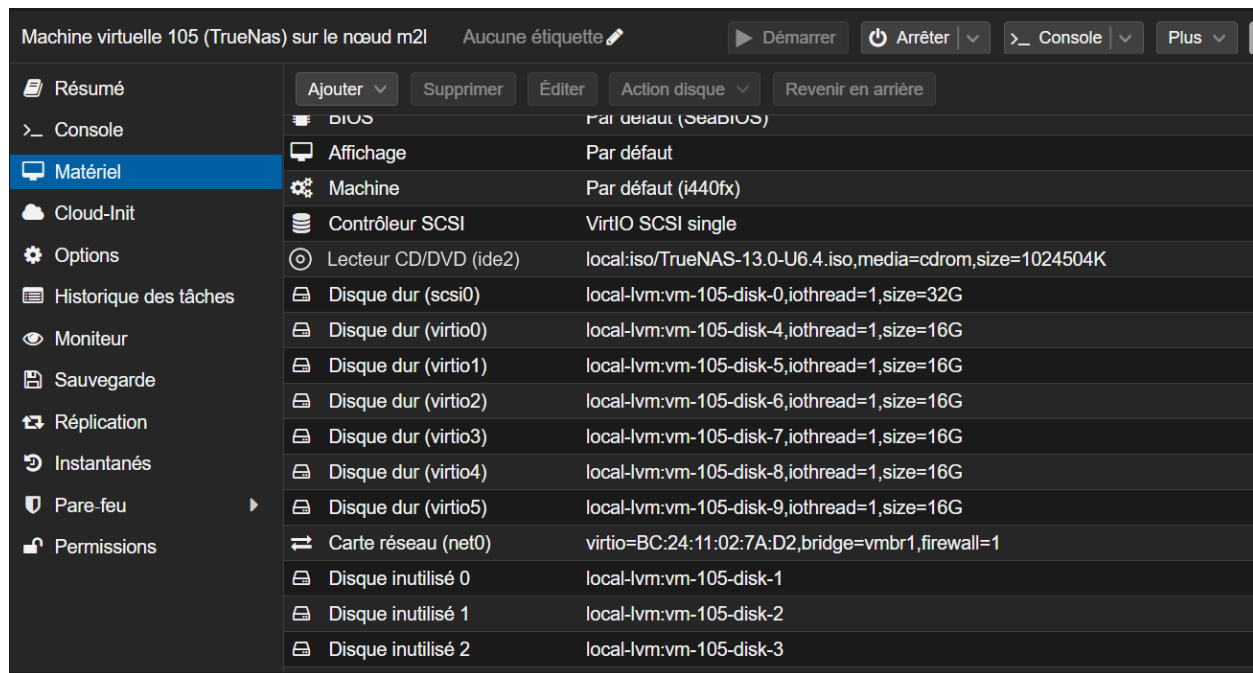 Machine virtuelle 105 (TrueNas) sur le nœud m2l Aucune étiquette Démarrer Arrêter >_ Console Plus
Résumé
>_ Console
Matériel
Cloud-Init
Options
Historique des tâches
Moniteur
Sauvegarde
Réplication
Instantanés
Pare-feu
Permissions
Ajouter Supprimer Éditer Action disque Revenir en arrière
BIOS Par défaut (SeaBIOS)
Affichage Par défaut
Machine Par défaut (i440fx)
Contrôleur SCSI VirtIO SCSI single
Lecteur CD/DVD (ide2) local:iso/TrueNAS-13.0-U6.4.iso,media=cdrom,size=1024504K
Disque dur (scsi0) local-lvm:vm-105-disk-0,iothread=1,size=32G
Disque dur (virtio0) local-lvm:vm-105-disk-4,iothread=1,size=16G
Disque dur (virtio1) local-lvm:vm-105-disk-5,iothread=1,size=16G
Disque dur (virtio2) local-lvm:vm-105-disk-6,iothread=1,size=16G
Disque dur (virtio3) local-lvm:vm-105-disk-7,iothread=1,size=16G
Disque dur (virtio4) local-lvm:vm-105-disk-8,iothread=1,size=16G
Disque dur (virtio5) local-lvm:vm-105-disk-9,iothread=1,size=16G
Carte réseau (net0) virtio=BC:24:11:02:7A:D2,bridge=vmbr1,firewall=1
Disque inutilisé 0 local-lvm:vm-105-disk-1
Disque inutilisé 1 local-lvm:vm-105-disk-2
Disque inutilisé 2 local-lvm:vm-105-disk-3